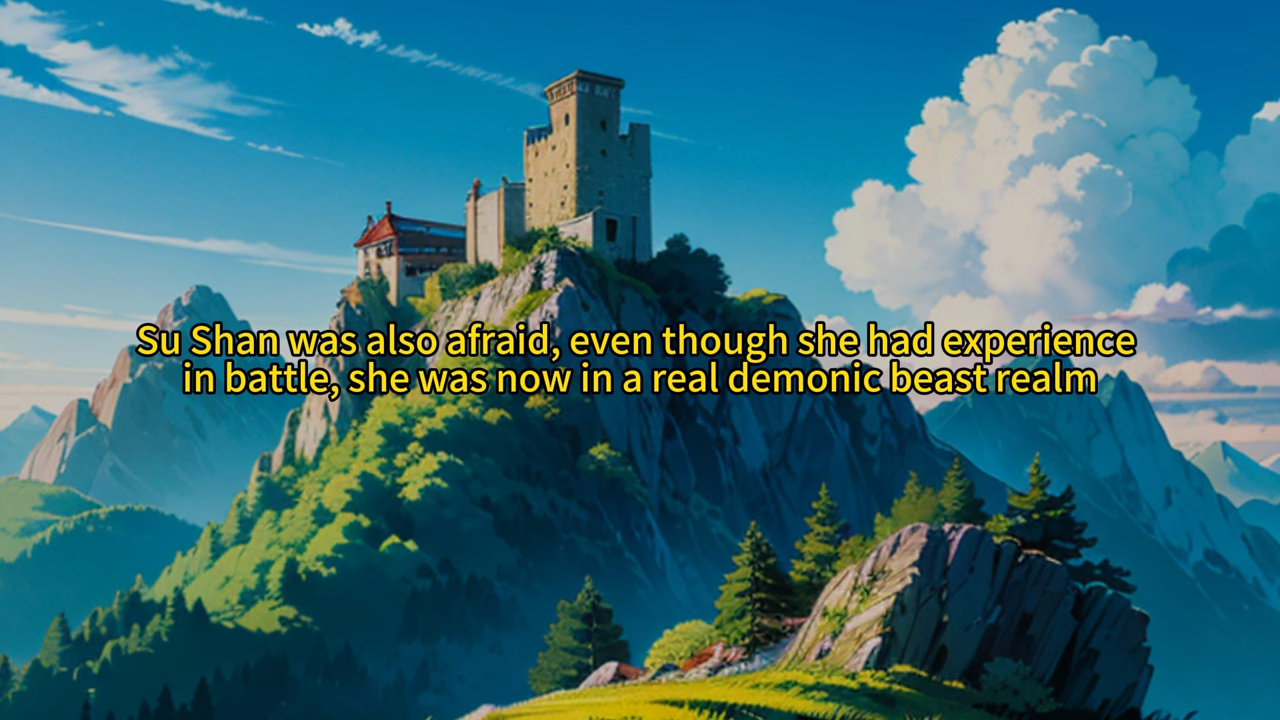 Su Shan was also afraid, even though she had experience
in battle, she was now in a real demonic beast realm